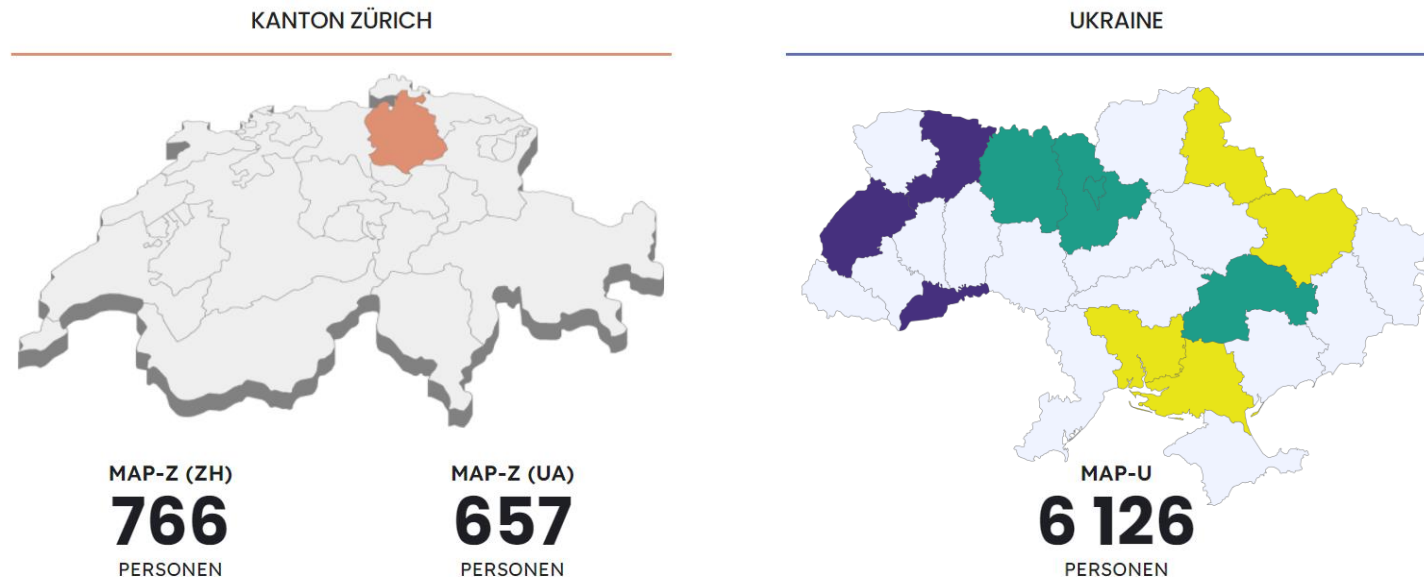 KANTON ZÜRICH
MAP-Z (ZH)
766
PERSONEN
MAP-Z (UA)
657
PERSONEN
UKRAINE
MAP-U
6 126
PERSONEN